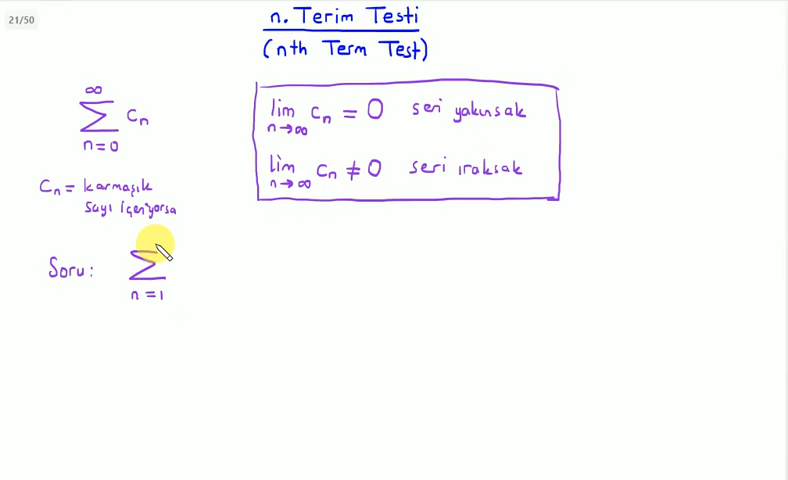 21/50
n. Terim Testi
(nth Term Test)
∞
∑ Cn
n=0
lim Cn = 0 seri yakınsak
n→∞
lim Cn ≠ 0 seri ıraksak
n→∞
Cn = karmaşık
sayı içeriyorsa
Soru: ∑
n=1